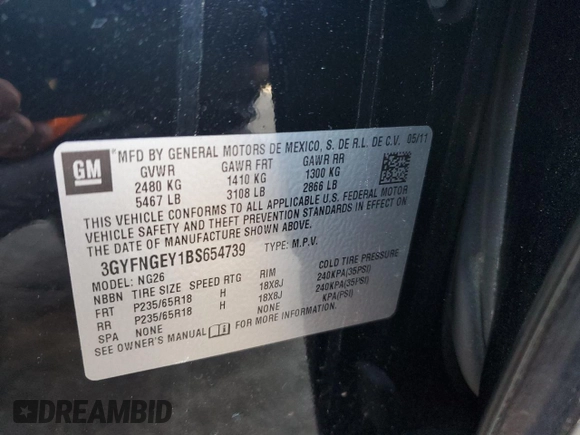 GM
MFD BY GENERAL MOTORS DE MEXICO, S. DE R.L. DE C.V. 05/11
GVWR GAWR FRT GAWR RR
2480 KG 1410 KG 1300 KG
5467 LB 3108 LB 2866 LB
THIS VEHICLE CONFORMS TO ALL APPLICABLE U.S. FEDERAL MOTOR
VEHICLE SAFETY AND THEFT PREVENTION STANDARDS IN EFFECT ON
THE DATE OF MANUFACTURE SHOWN ABOVE.
3GYFNGEY1BS654739 TYPE: M.P.V.
MODEL: NG26
NBBN TIRE SIZE SPEED RTG RIM COLD TIRE PRESSURE
FRT P235/65R18 H 18X8J 240KPA(35PSI)
RR P235/65R18 H 18X8J 240KPA(35PSI)
SPA NONE NONE KPA(PSI)
SEE OWNER'S MANUAL FOR MORE INFORMATION.
DREAMBID